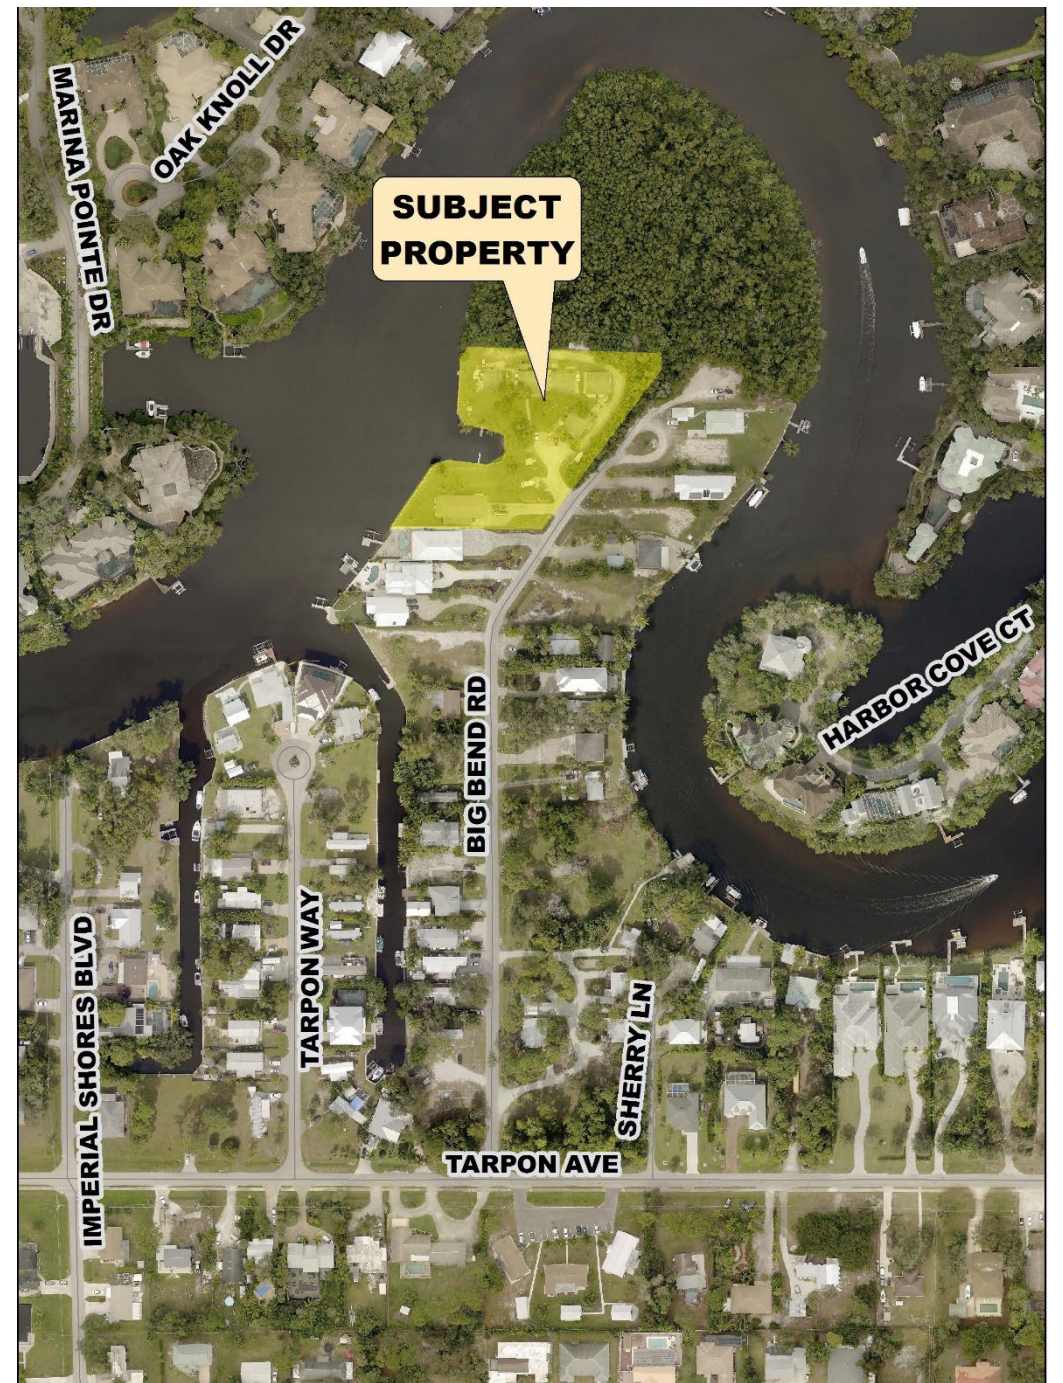 OAK KNOLL DR
MARINA POINTE DR
SUBJECT
PROPERTY
HARBOR COVE CT
BIG BEND RD
TARPON WAY
IMPERIAL SHORES BLVD
SHERRY LN
TARPON AVE